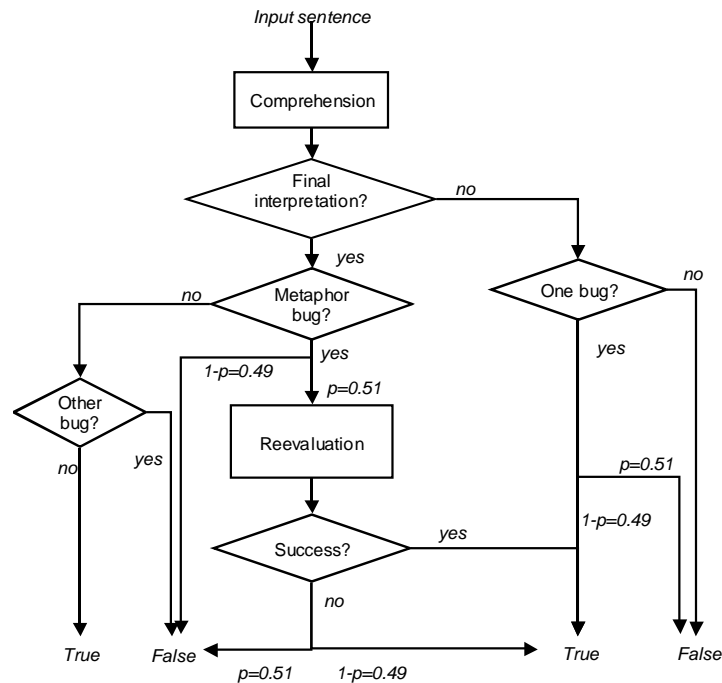 Input sentence
Comprehension
Final
interpretation?
no
yes
no
Metaphor
bug?
One bug?
no
yes
1-p=0.49
yes
p=0.51
Other
bug?
Reevaluation
no
yes
p=0.51
1-p=0.49
Success?
yes
no
True
False
True
False
p=0.51
1-p=0.49